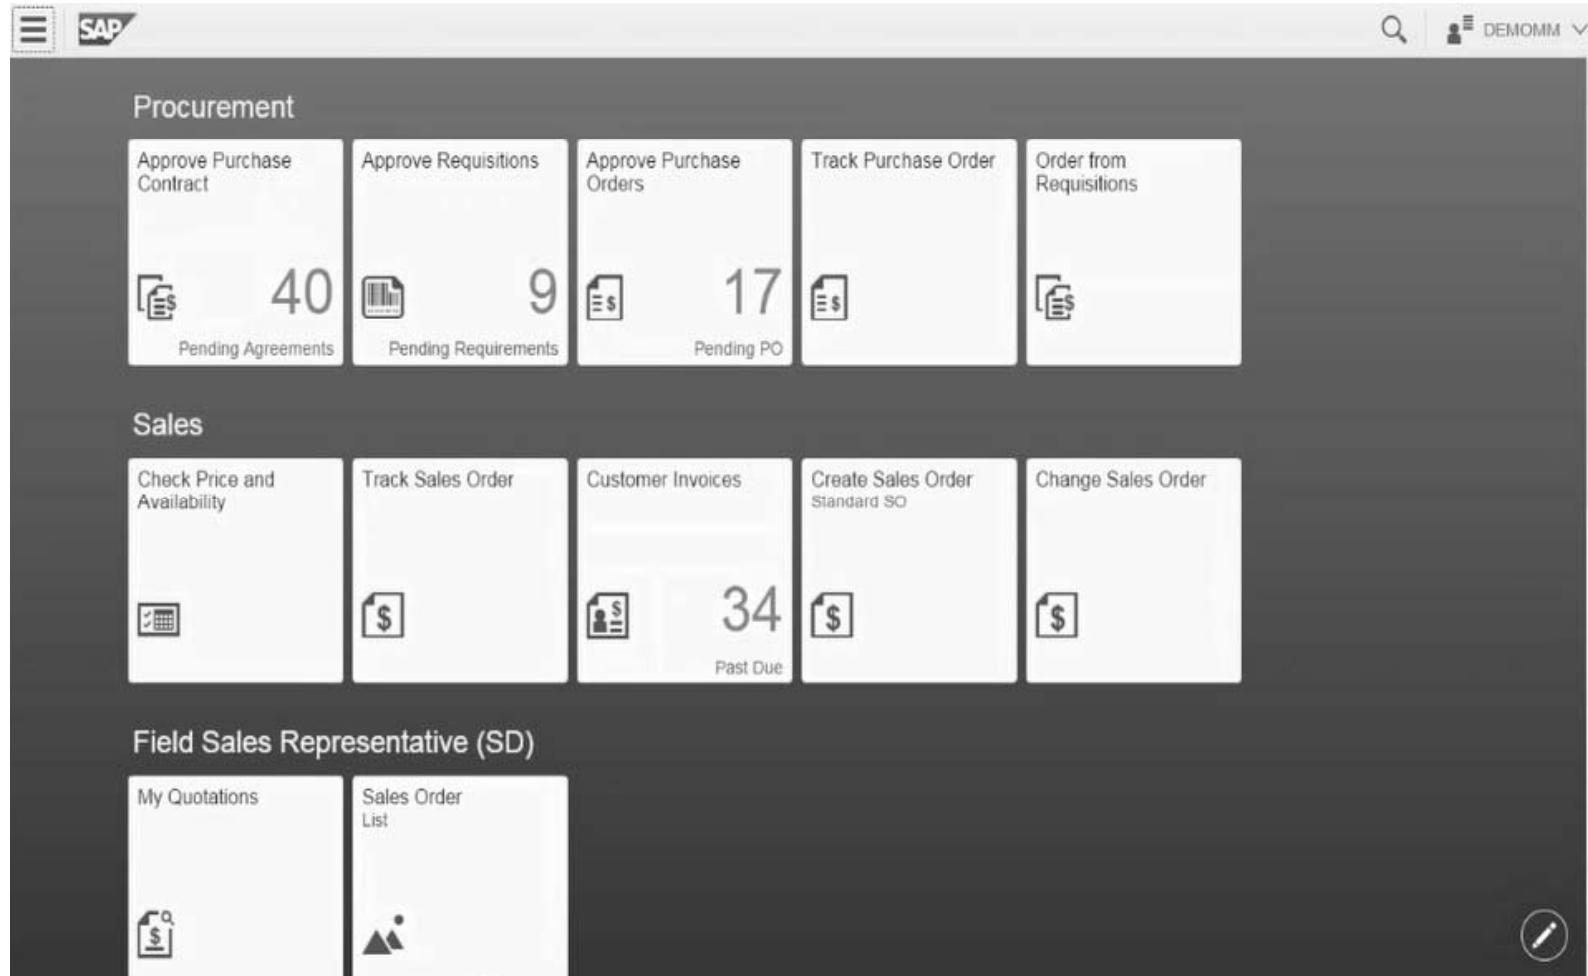 SAP
DEMOMM
Procurement
Approve Purchase
Contract
40
Pending Agreements
Approve Requisitions
9
Pending Requirements
Approve Purchase
Orders
17
Pending PO
Track Purchase Order
Order from
Requisitions
Sales
Check Price and
Availability
Track Sales Order
Customer Invoices
34
Past Due
Create Sales Order
Standard SO
Change Sales Order
Field Sales Representative (SD)
My Quotations
Sales Order
List